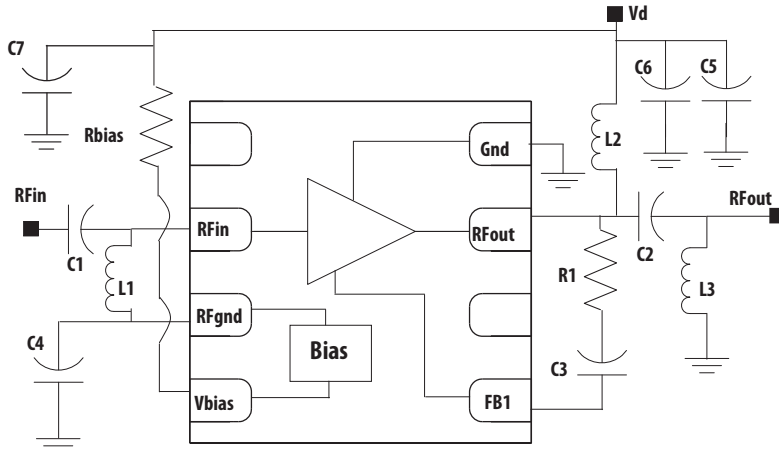 Vd
C7
C6
C5
Rbias
Gnd
L2
RFin
RFout
C1
RFin
RFout
C2
L1
R1
L3
RFgnd
C4
Bias
C3
Vbias
FB1